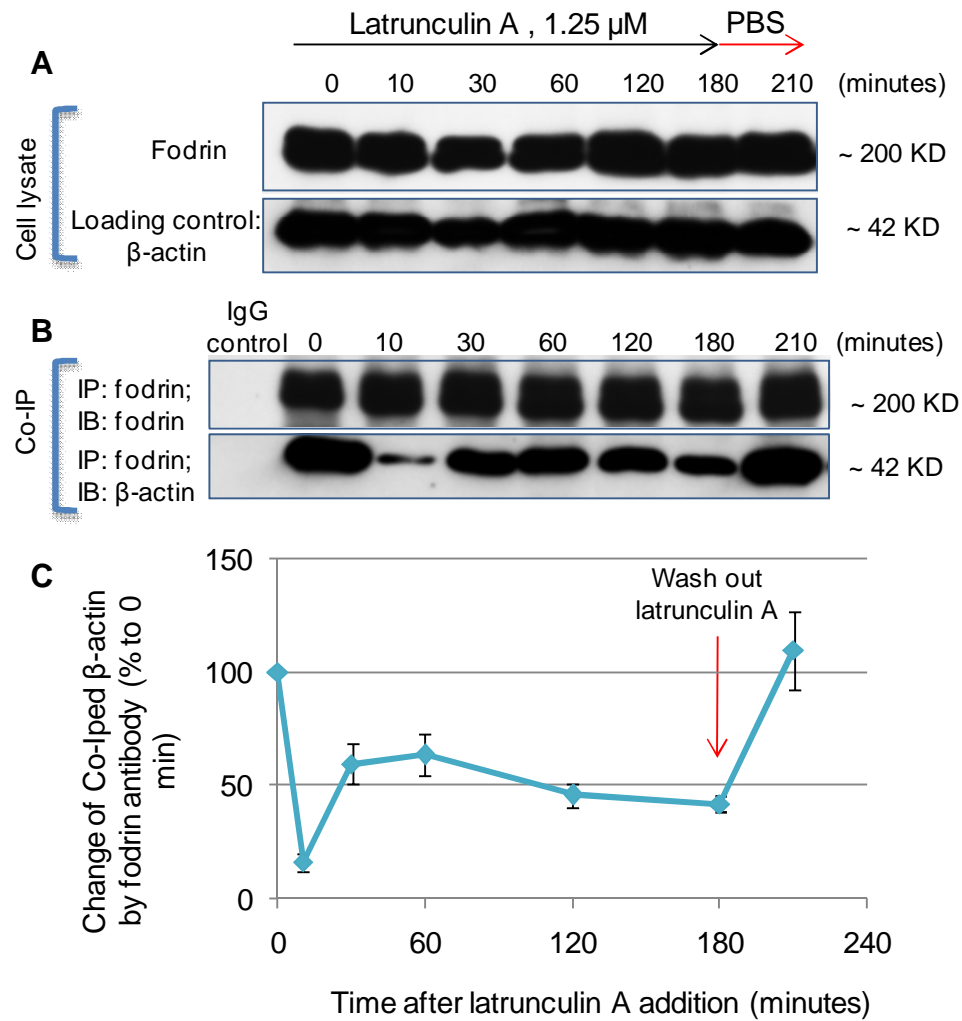 Latrunculin A , 1.25 µM
PBS
A
0 10 30 60 120 180 210 (minutes)
Cell lysate
Fodrin
~ 200 KD
Loading control:
β-actin
~ 42 KD
B
IgG
control
0 10 30 60 120 180 210 (minutes)
Co-IP
IP: fodrin;
IB: fodrin
~ 200 KD
IP: fodrin;
IB: β-actin
~ 42 KD
C
Change of Co-Iped β-actin
by fodrin antibody (% to 0
min)
150
100
50
0
Wash out
latrunculin A
0 60 120 180 240
Time after latrunculin A addition (minutes)